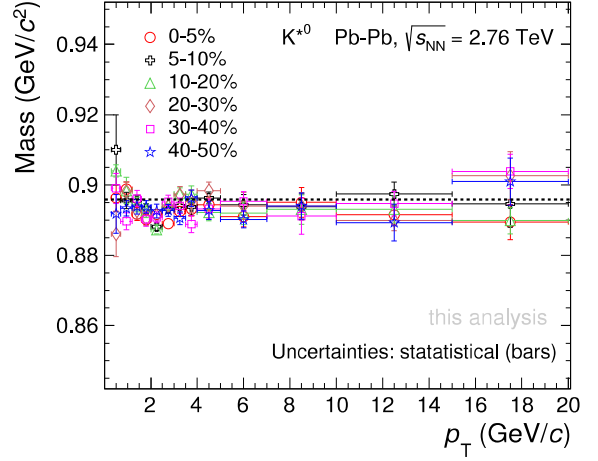 Mass (GeV/c²)
0.94
0.92
0.9
0.88
0.86
K*⁰ Pb-Pb, √sNN = 2.76 TeV
0-5%
5-10%
10-20%
20-30%
30-40%
40-50%
this analysis
Uncertainties: statatistical (bars)
2 4 6 8 10 12 14 16 18 20
pT (GeV/c)